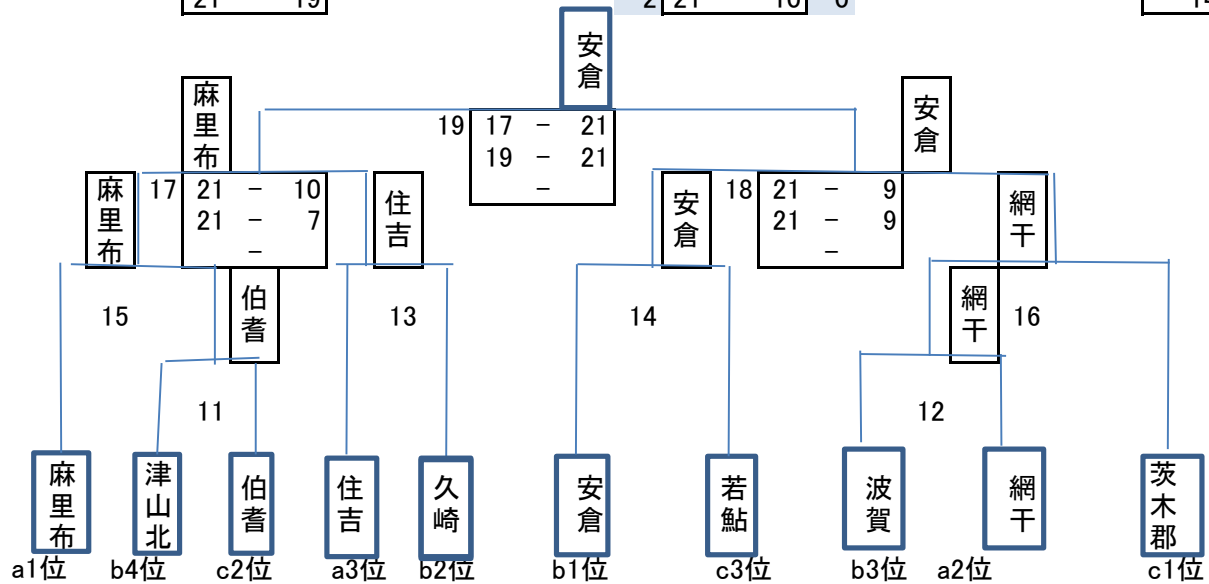 安倉
麻里布
安倉
19 17 - 21
19 - 21
-
麻里布
17 21 - 10
21 - 7
-
住吉
安倉
18 21 - 9
21 - 9
-
網干
伯耆
網干
15 13 14 16
11 12
麻里布 津山北 伯耆 住吉 久崎 安倉 若鮎 波賀 網干 茨木郡
a1位 b4位 c2位 a3位 b2位 b1位 c3位 b3位 a2位 c1位